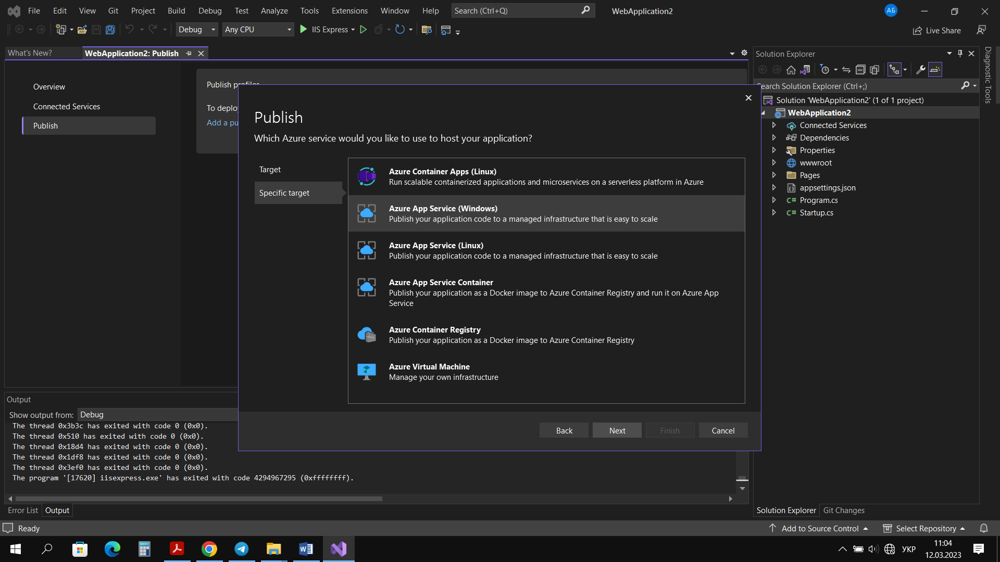 File Edit View Git Project Build Debug Test Analyze Tools Extensions Window Help Search (Ctrl+Q) WebApplication2 АБ
Debug Any CPU IIS Express Live Share
What's New? WebApplication2: Publish
Overview
Connected Services
Publish
Publish profiles
To deploy
Add a pu
Publish
Which Azure service would you like to use to host your application?
Target
Specific target
Azure Container Apps (Linux)
Run scalable containerized applications and microservices on a serverless platform in Azure
Azure App Service (Windows)
Publish your application code to a managed infrastructure that is easy to scale
Azure App Service (Linux)
Publish your application code to a managed infrastructure that is easy to scale
Azure App Service Container
Publish your application as a Docker image to Azure Container Registry and run it on Azure App
Service
Azure Container Registry
Publish your application as a Docker image to Azure Container Registry
Azure Virtual Machine
Manage your own infrastructure
Back Next Finish Cancel
Solution Explorer
Search Solution Explorer (Ctrl+;)
Solution 'WebApplication2' (1 of 1 project)
WebApplication2
Connected Services
Dependencies
Properties
wwwroot
Pages
appsettings.json
C# Program.cs
C# Startup.cs
Diagnostic Tools
Output
Show output from: Debug
The thread 0x3b3c has exited with code 0 (0x0).
The thread 0x510 has exited with code 0 (0x0).
The thread 0x18d4 has exited with code 0 (0x0).
The thread 0x1df8 has exited with code 0 (0x0).
The thread 0x3ef0 has exited with code 0 (0x0).
The program '[17620] iisexpress.exe' has exited with code 4294967295 (0xffffffff).
Error List Output
Solution Explorer Git Changes
Ready Add to Source Control Select Repository
УКР
11:04
12.03.2023